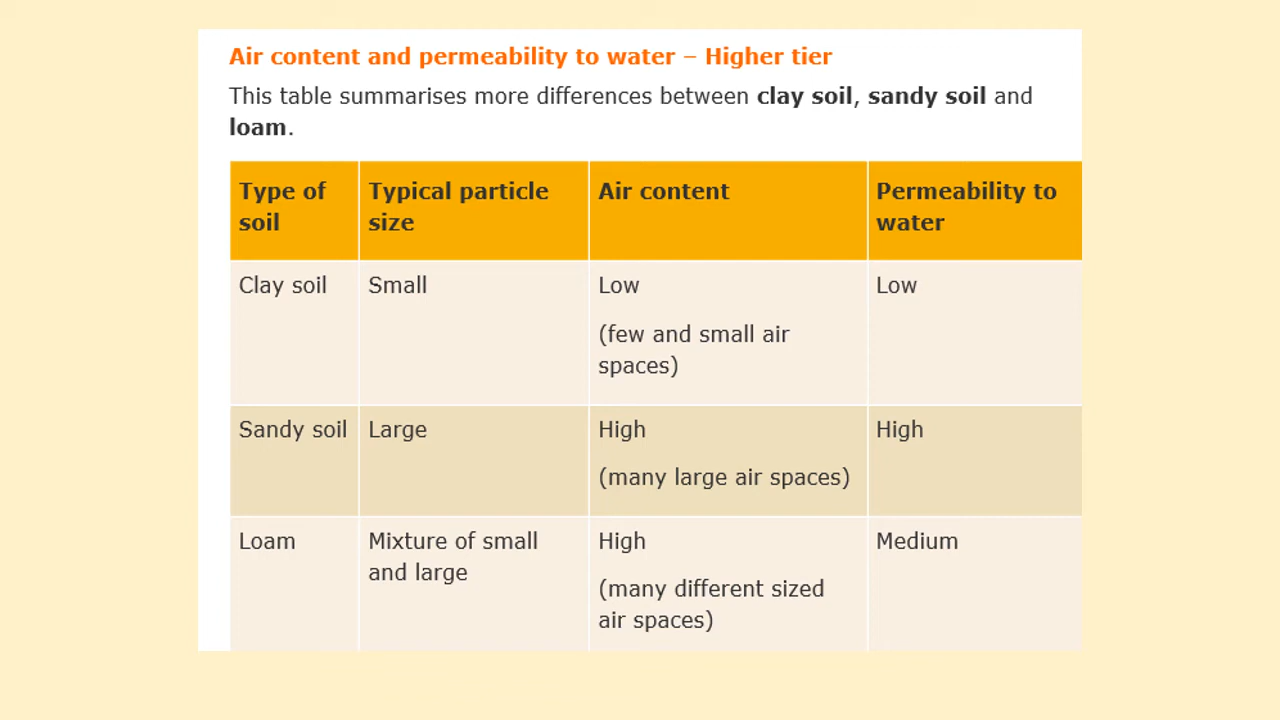 Air content and permeability to water – Higher tier
This table summarises more differences between clay soil, sandy soil and
loam.
Type of soil
Typical particle size
Air content
Permeability to water
Clay soil
Small
Low
(few and small air spaces)
Low
Sandy soil
Large
High
(many large air spaces)
High
Loam
Mixture of small and large
High
(many different sized air spaces)
Medium